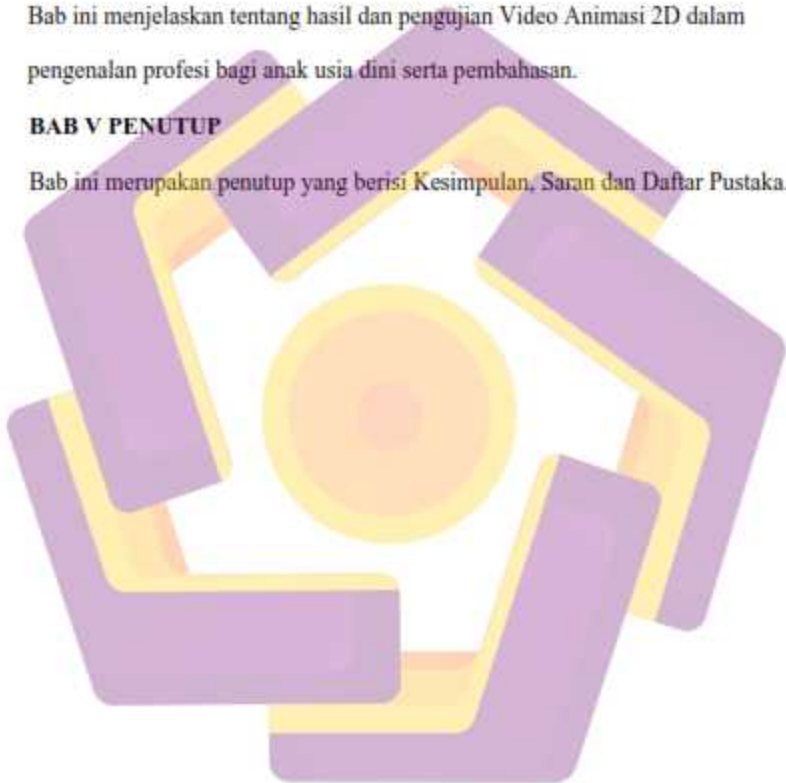 Bab ini menjelaskan tentang hasil dan pengujian Video Animasi 2D dalam
pengenalan profesi bagi anak usia dini serta pembahasan.
BAB V PENUTUP
Bab ini merupakan penutup yang berisi Kesimpulan, Saran dan Daftar Pustaka.